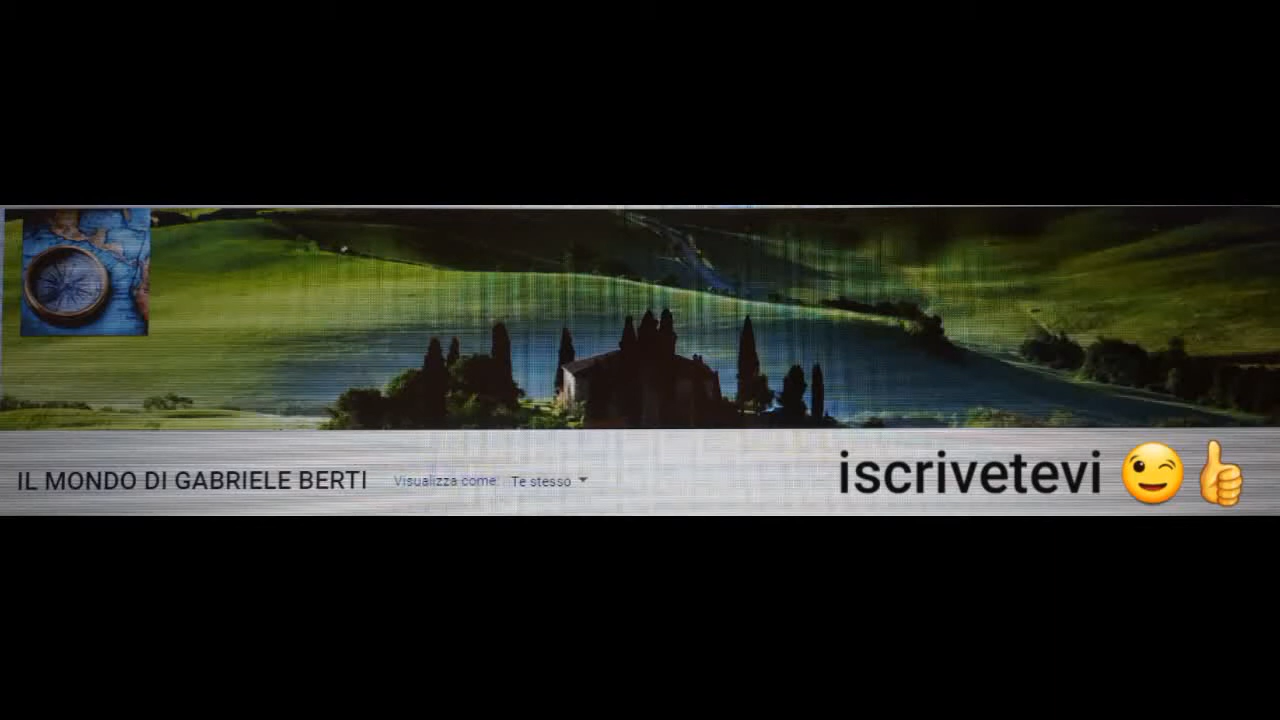 IL MONDO DI GABRIELE BERTI Visualizza come: Te stesso iscrivetevi 😉👍